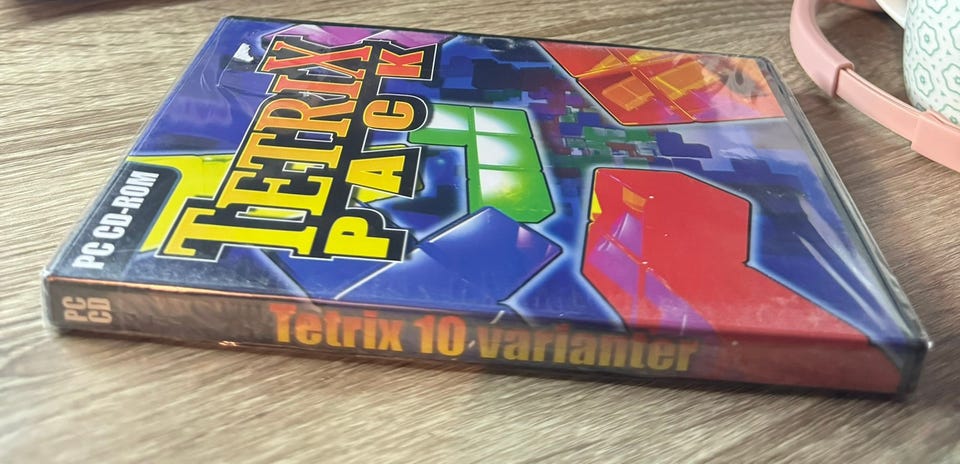 TETRIX
PACK
PC CD-ROM
PC
CD
Tetrix 10 varianter